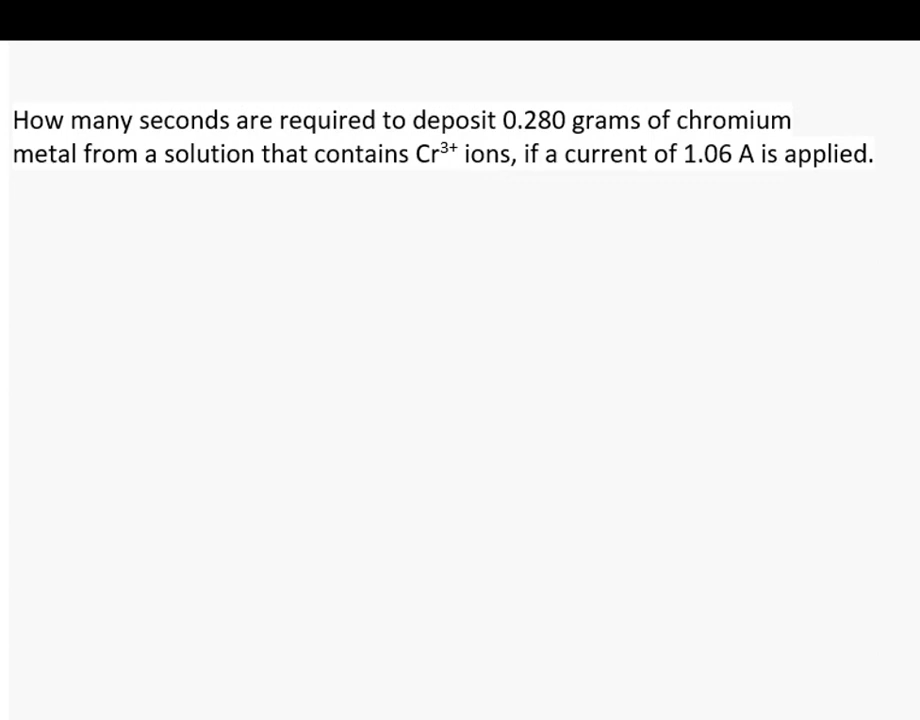 How many seconds are required to deposit 0.280 grams of chromium
metal from a solution that contains Cr³⁺ ions, if a current of 1.06 A is applied.